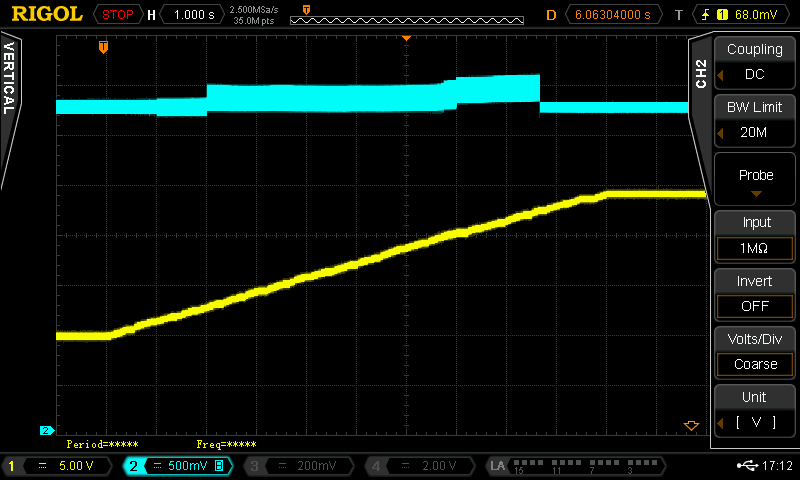 RIGOL STOP H 1.000 s 2.500MSa/s 35.0M pts T D 6.06304000 s T 1 68.0mV
T
VERTICAL
CH2
Coupling
DC
BW Limit
20M
Probe
Input
1MΩ
Invert
OFF
Volts/Div
Coarse
Unit
[ V ]
2
Period=***** Freq=*****
1 5.00 V 2 500mV B 3 200mV 4 2.00 V LA 15 11 7 3 17:12